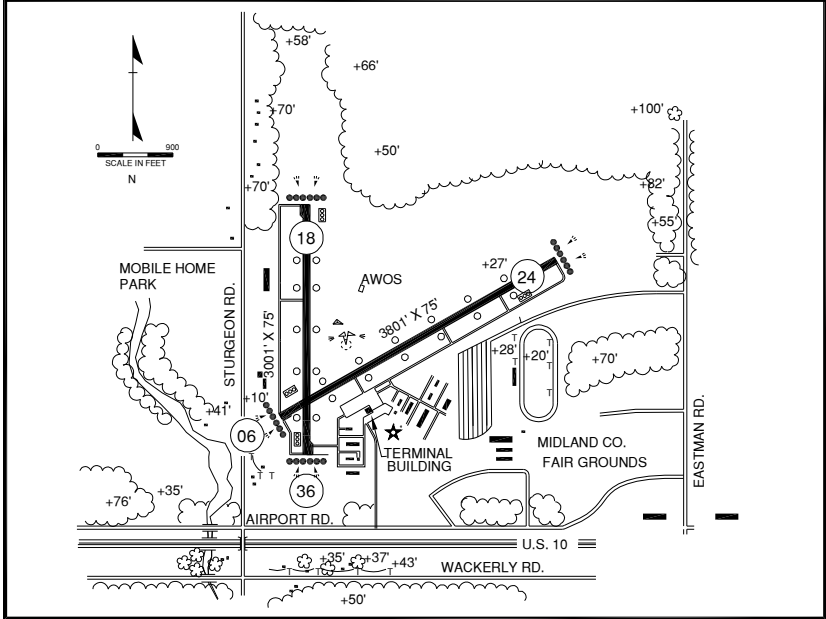 +58'
+66'
+100'
+70'
0 900
SCALE IN FEET
N
+50'
+70'
+82'
+55'
18
MOBILE HOME
PARK
AWOS
+27'
24
STURGEON RD.
3001' X 75'
3801' X 75'
+28'
+20'
+70'
+10'
+41'
06
EASTMAN RD.
TERMINAL
BUILDING
MIDLAND CO.
FAIR GROUNDS
+76'
+35'
36
AIRPORT RD.
U.S. 10
+35'
+37'
+43'
WACKERLY RD.
+50'